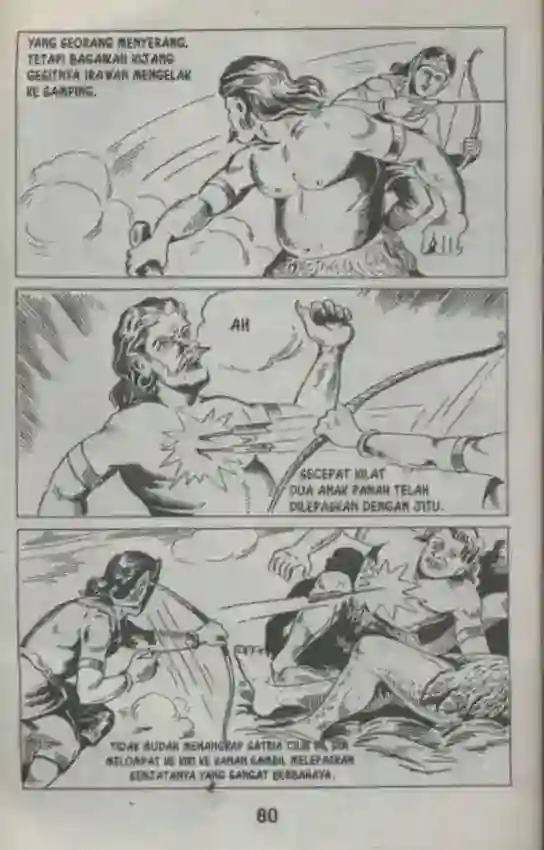 YANG SEORANG MENYERANG.
TETAPI BAGAIKAN KIJANG
GESITNYA IRAWAN MENGELAK
KE SAMPING.
AH
SECEPAT KILAT
DUA ANAK PANAH TELAH
DILEPASKAN DENGAN JITU.
TIDAK MUDAH MENANGKAP SATRIA CILIK INI, DIA
MELOMPAT KE KIRI KE KANAN SAMBIL MELEPASKAN
SENJATANYA YANG SANGAT BERBAHAYA.
80